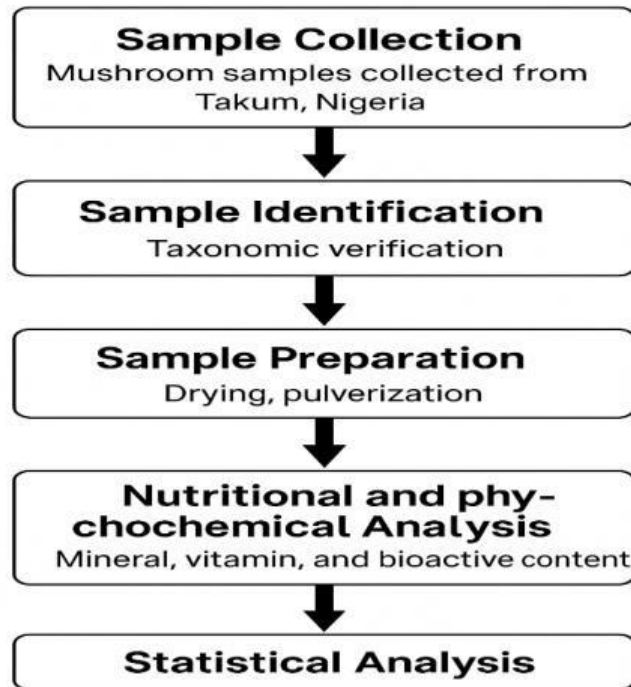 Sample Collection
Mushroom samples collected from
Takum, Nigeria
Sample Identification
Taxonomic verification
Sample Preparation
Drying, pulverization
Nutritional and phy-
chochemical Analysis
Mineral, vitamin, and bioactive content
Statistical Analysis